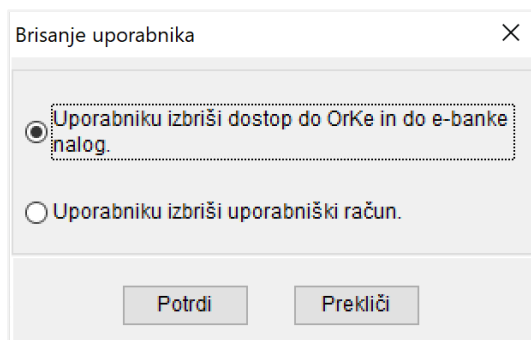 Brisanje uporabnika
Uporabniku izbriši dostop do OrKe in do e-banke
nalog.
Uporabniku izbriši uporabniški račun.
Potrdi
Prekliči